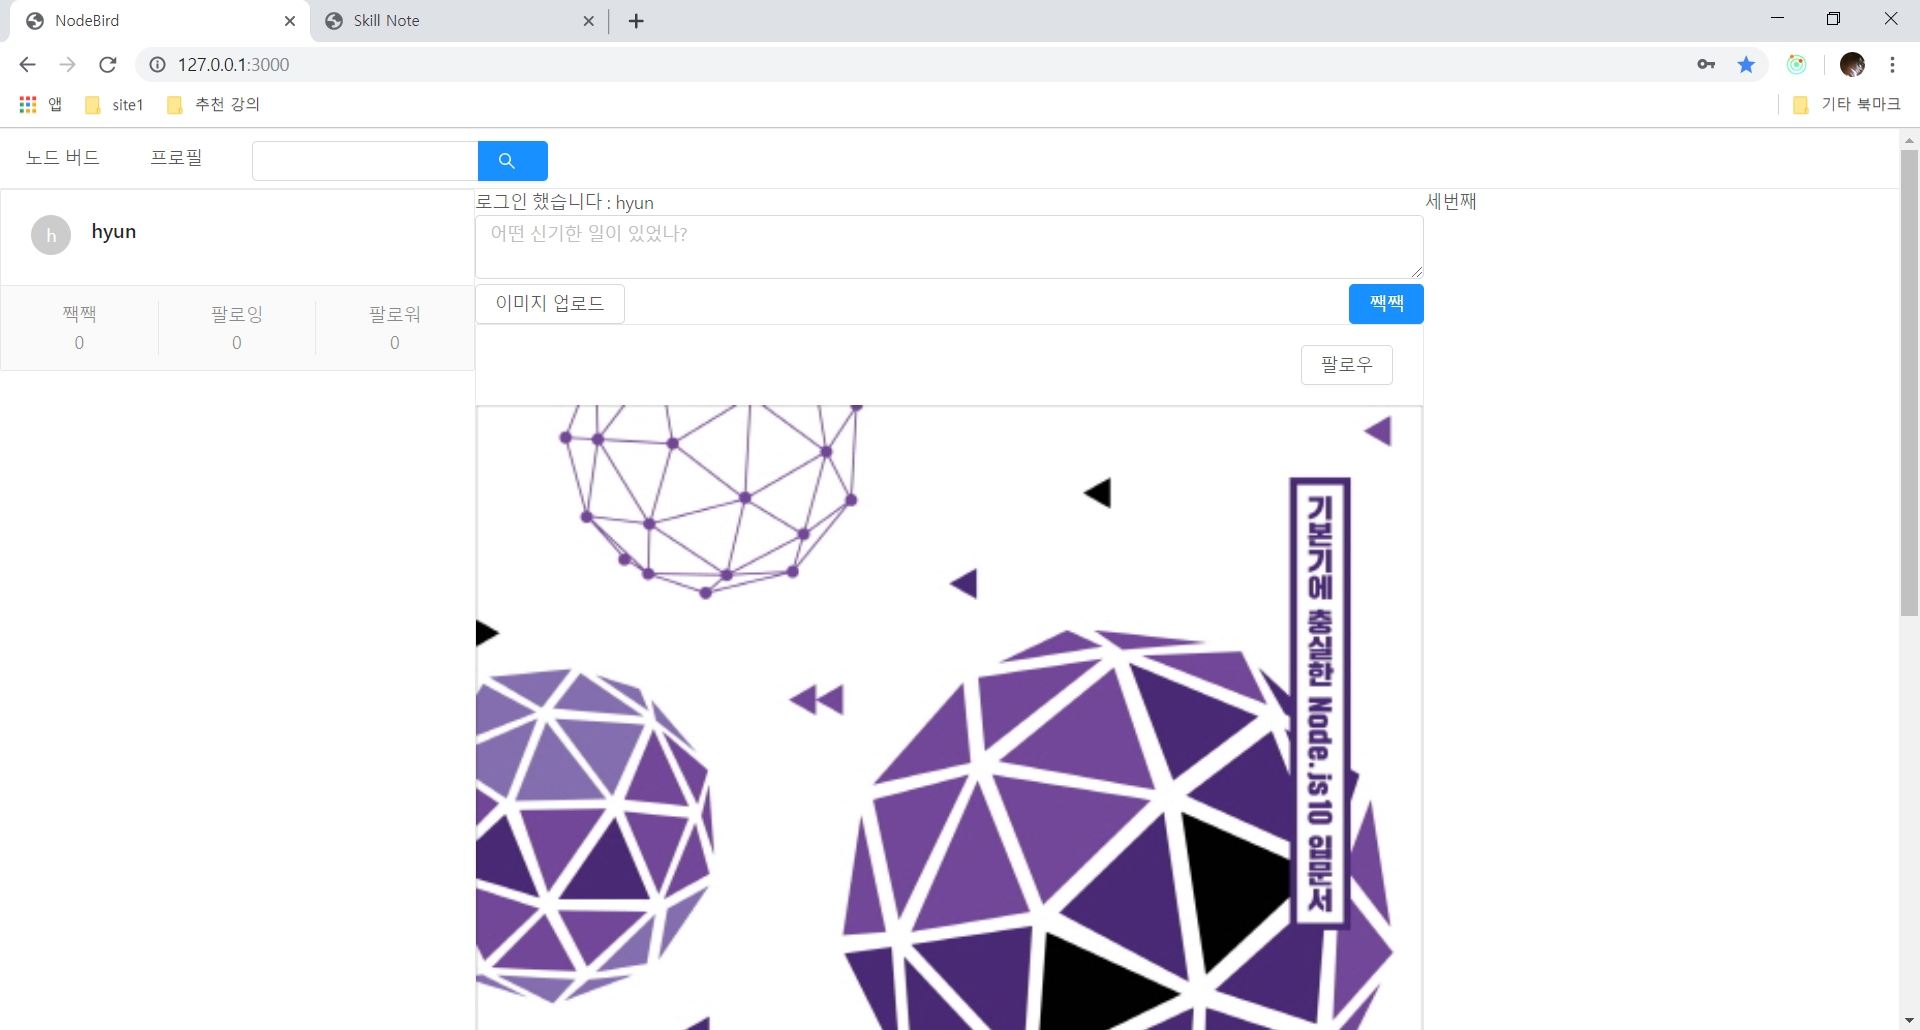 NodeBird
Skill Note
127.0.0.1:3000
앱
site1
추천 강의
기타 북마크
노드 버드
프로필
h
hyun
짹짹
0
팔로잉
0
팔로워
0
로그인 했습니다 : hyun
어떤 신기한 일이 있었나?
이미지 업로드
짹짹
팔로우
기본기에 충실한 Node.js10 입문서
세번째